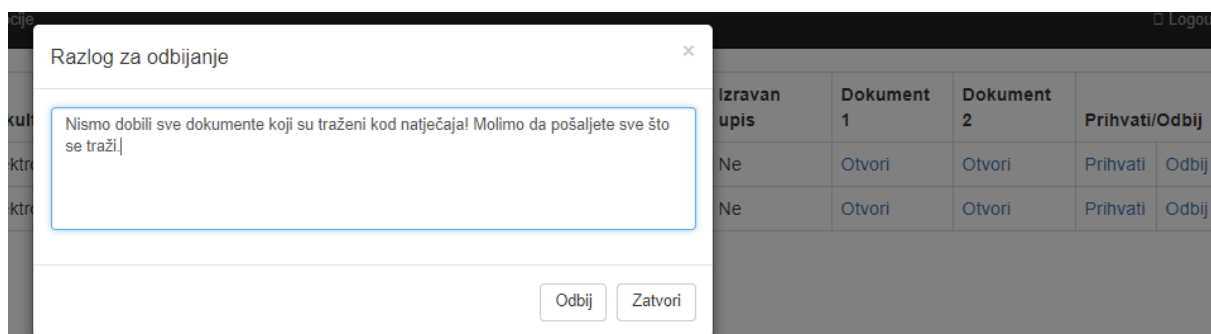 Logou
Razlog za odbijanje
×
Nismo dobili sve dokumente koji su traženi kod natječaja! Molimo da pošaljete sve što
se traži.
Odbij
Zatvori
Izravan
upis
Dokument
1
Dokument
2
Prihvati/Odbij
Ne
Otvori
Otvori
Prihvati
Odbij
Ne
Otvori
Otvori
Prihvati
Odbij